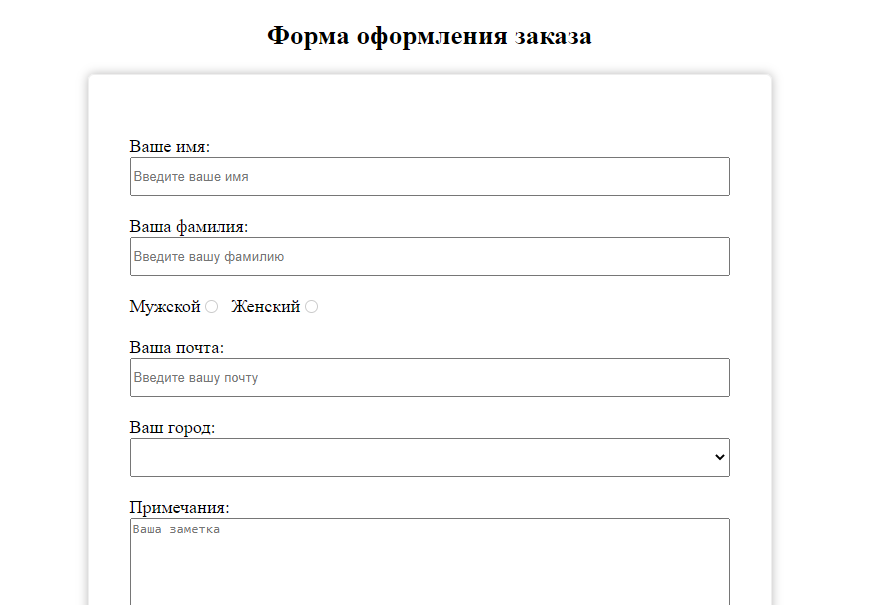 Форма оформления заказа
Ваше имя:
Введите ваше имя
Ваша фамилия:
Введите вашу фамилию
Мужской Женский
Ваша почта:
Введите вашу почту
Ваш город:
Примечания:
Ваша заметка